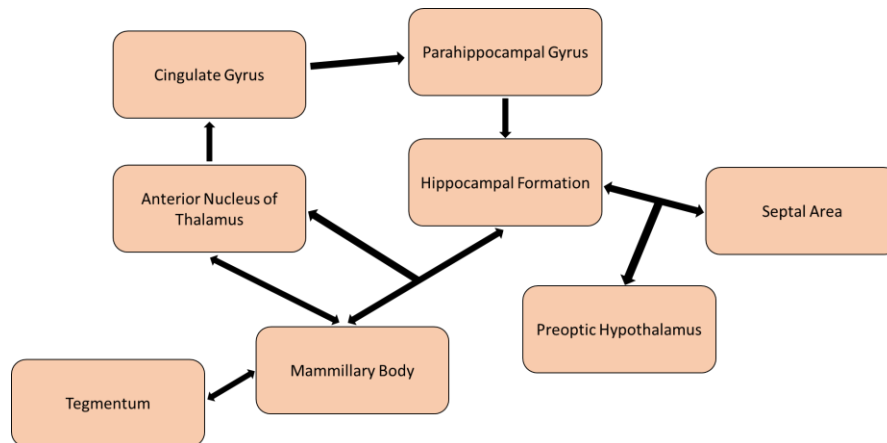 Cingulate Gyrus
Parahippocampal Gyrus
Anterior Nucleus of
Thalamus
Hippocampal Formation
Septal Area
Preoptic Hypothalamus
Mammillary Body
Tegmentum